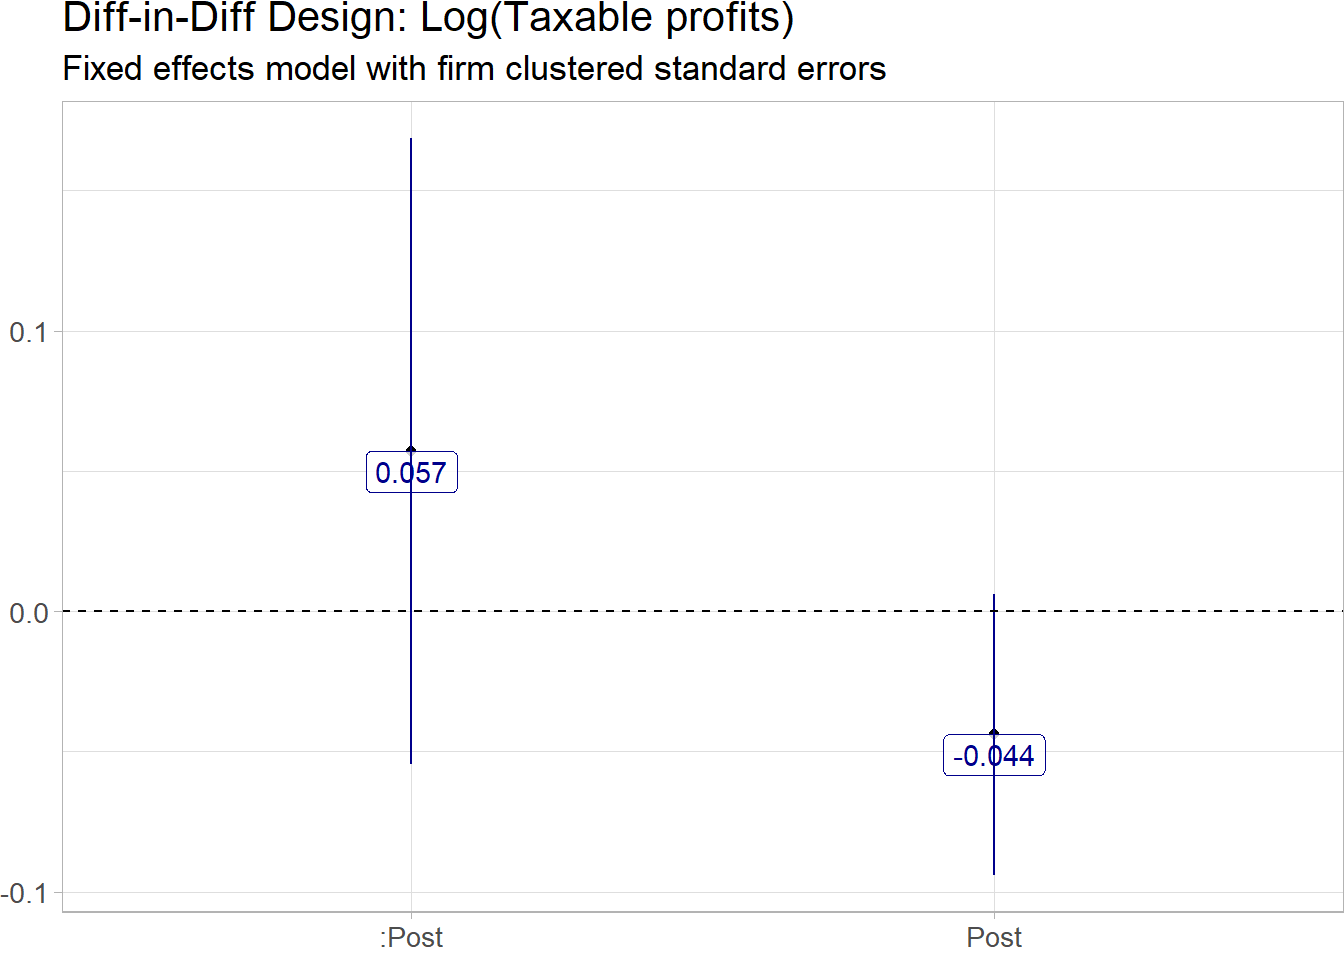 Diff-in-Diff Design: Log(Taxable profits)
Fixed effects model with firm clustered standard errors
0.1
0.057
0.0
-0.044
-0.1
:Post Post